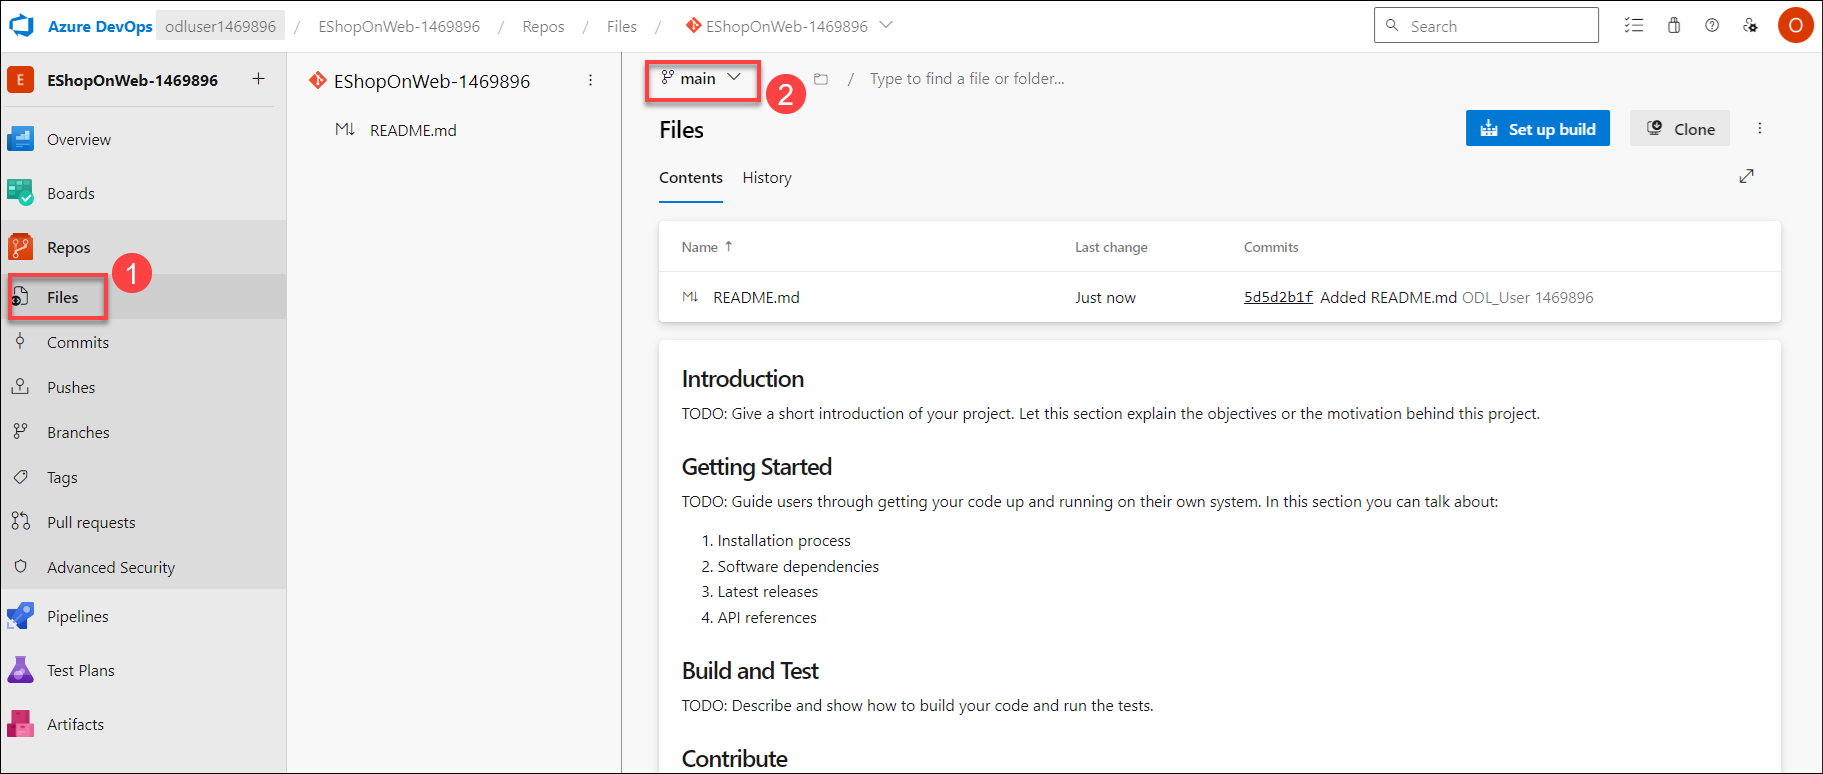 Azure DevOps odluser1469896 / EShopOnWeb-1469896 / Repos / Files / EShopOnWeb-1469896 Search O
E EShopOnWeb-1469896 +
Overview
Boards
Repos
Files 1
Commits
Pushes
Branches
Tags
Pull requests
Advanced Security
Pipelines
Test Plans
Artifacts
EShopOnWeb-1469896
M↓ README.md
main 2 / Type to find a file or folder...
Files Set up build Clone
Contents History
Name ↑ Last change Commits
M↓ README.md Just now 5d5d2b1f Added README.md ODL_User 1469896
Introduction
TODO: Give a short introduction of your project. Let this section explain the objectives or the motivation behind this project.
Getting Started
TODO: Guide users through getting your code up and running on their own system. In this section you can talk about:
1. Installation process
2. Software dependencies
3. Latest releases
4. API references
Build and Test
TODO: Describe and show how to build your code and run the tests.
Contribute